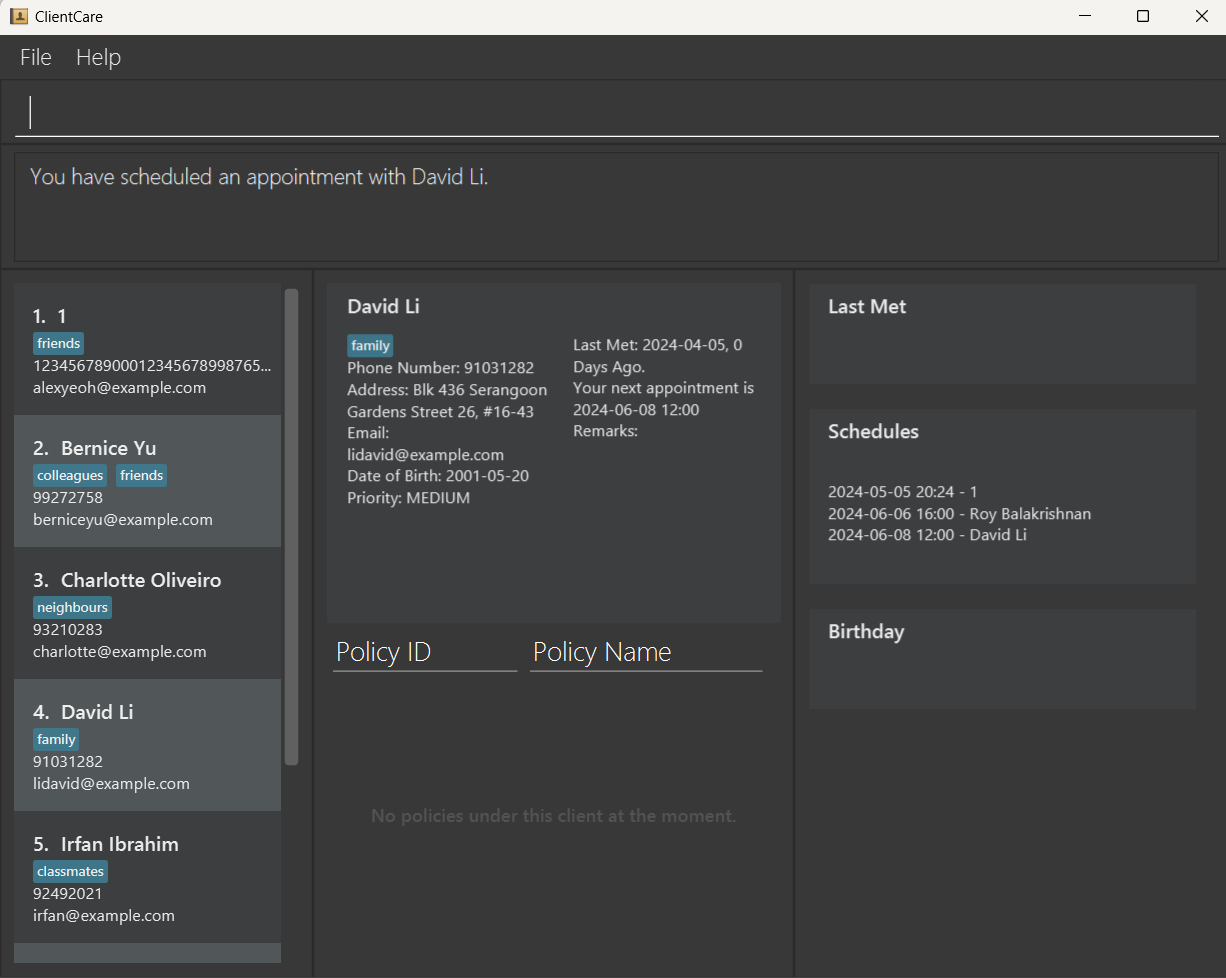 ClientCare
File Help
You have scheduled an appointment with David Li.
1. 1
friends
12345678900012345678998765...
alexyeoh@example.com
2. Bernice Yu
colleagues friends
99272758
berniceyu@example.com
3. Charlotte Oliveiro
neighbours
93210283
charlotte@example.com
4. David Li
family
91031282
lidavid@example.com
5. Irfan Ibrahim
classmates
92492021
irfan@example.com
David Li
family
Phone Number: 91031282
Address: Blk 436 Serangoon
Gardens Street 26, #16-43
Email:
lidavid@example.com
Date of Birth: 2001-05-20
Priority: MEDIUM
Last Met: 2024-04-05, 0
Days Ago.
Your next appointment is
2024-06-08 12:00
Remarks:
Policy ID Policy Name
No policies under this client at the moment.
Last Met
Schedules
2024-05-05 20:24 - 1
2024-06-06 16:00 - Roy Balakrishnan
2024-06-08 12:00 - David Li
Birthday